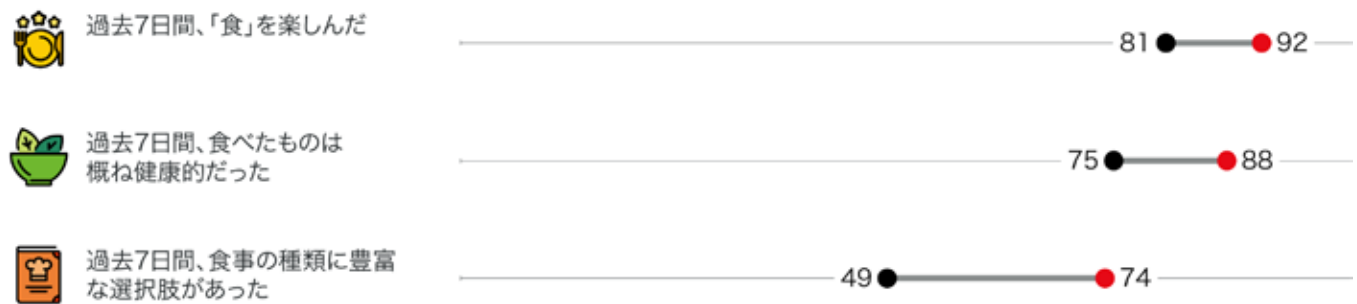 過去7日間、「食」を楽しんだ
81 92
過去7日間、食べたものは
概ね健康的だった
75 88
過去7日間、食事の種類に豊富
な選択肢があった
49 74